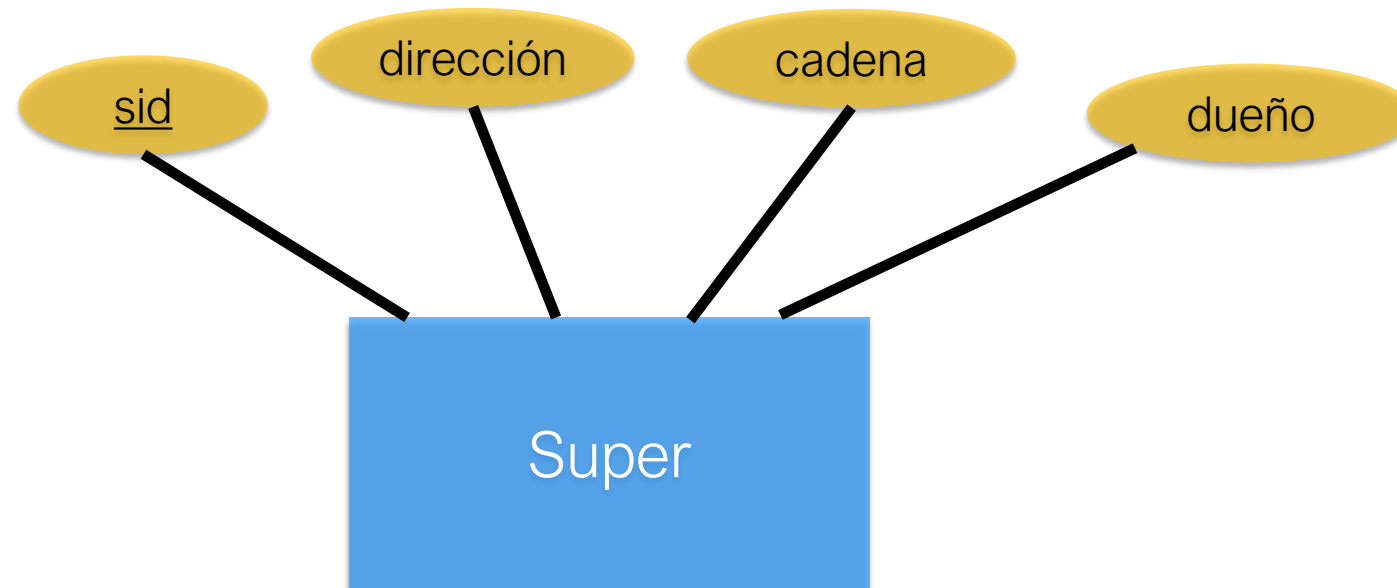 sid
dirección
cadena
dueño
Super